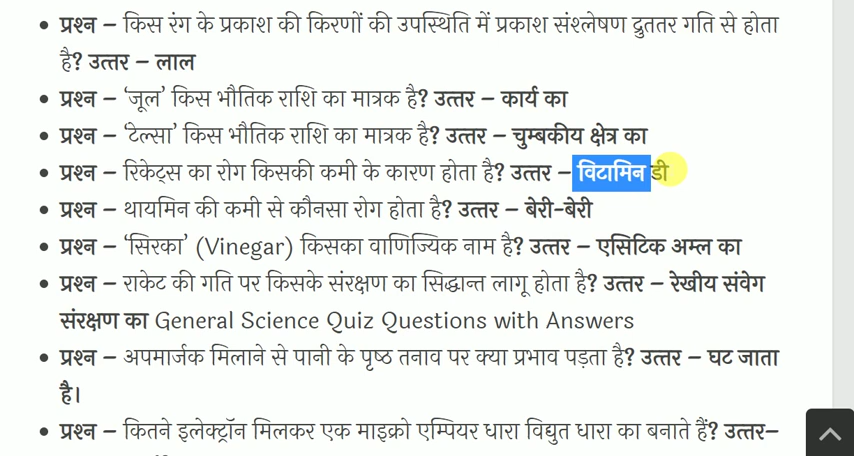 • प्रश्न – किस रंग के प्रकाश की किरणों की उपस्थिति में प्रकाश संश्लेषण द्रुततर गति से होता
है? उत्तर – लाल
• प्रश्न – ‘जूल’ किस भौतिक राशि का मात्रक है? उत्तर – कार्य का
• प्रश्न – ‘टेल्सा’ किस भौतिक राशि का मात्रक है? उत्तर – चुम्बकीय क्षेत्र का
• प्रश्न – रिकेट्स का रोग किसकी कमी के कारण होता है? उत्तर – विटामिन डी
• प्रश्न – थायमिन की कमी से कौनसा रोग होता है? उत्तर – बेरी-बेरी
• प्रश्न – ‘सिरका’ (Vinegar) किसका वाणिज्यिक नाम है? उत्तर – एसिटिक अम्ल का
• प्रश्न – राकेट की गति पर किसके संरक्षण का सिद्धान्त लागू होता है? उत्तर – रेखीय संवेग
संरक्षण का General Science Quiz Questions with Answers
• प्रश्न – अपमार्जक मिलाने से पानी के पृष्ठ तनाव पर क्या प्रभाव पड़ता है? उत्तर – घट जाता
है।
• प्रश्न – कितने इलेक्ट्रॉन मिलकर एक माइक्रो एम्पियर धारा विद्युत धारा का बनाते हैं? उत्तर–